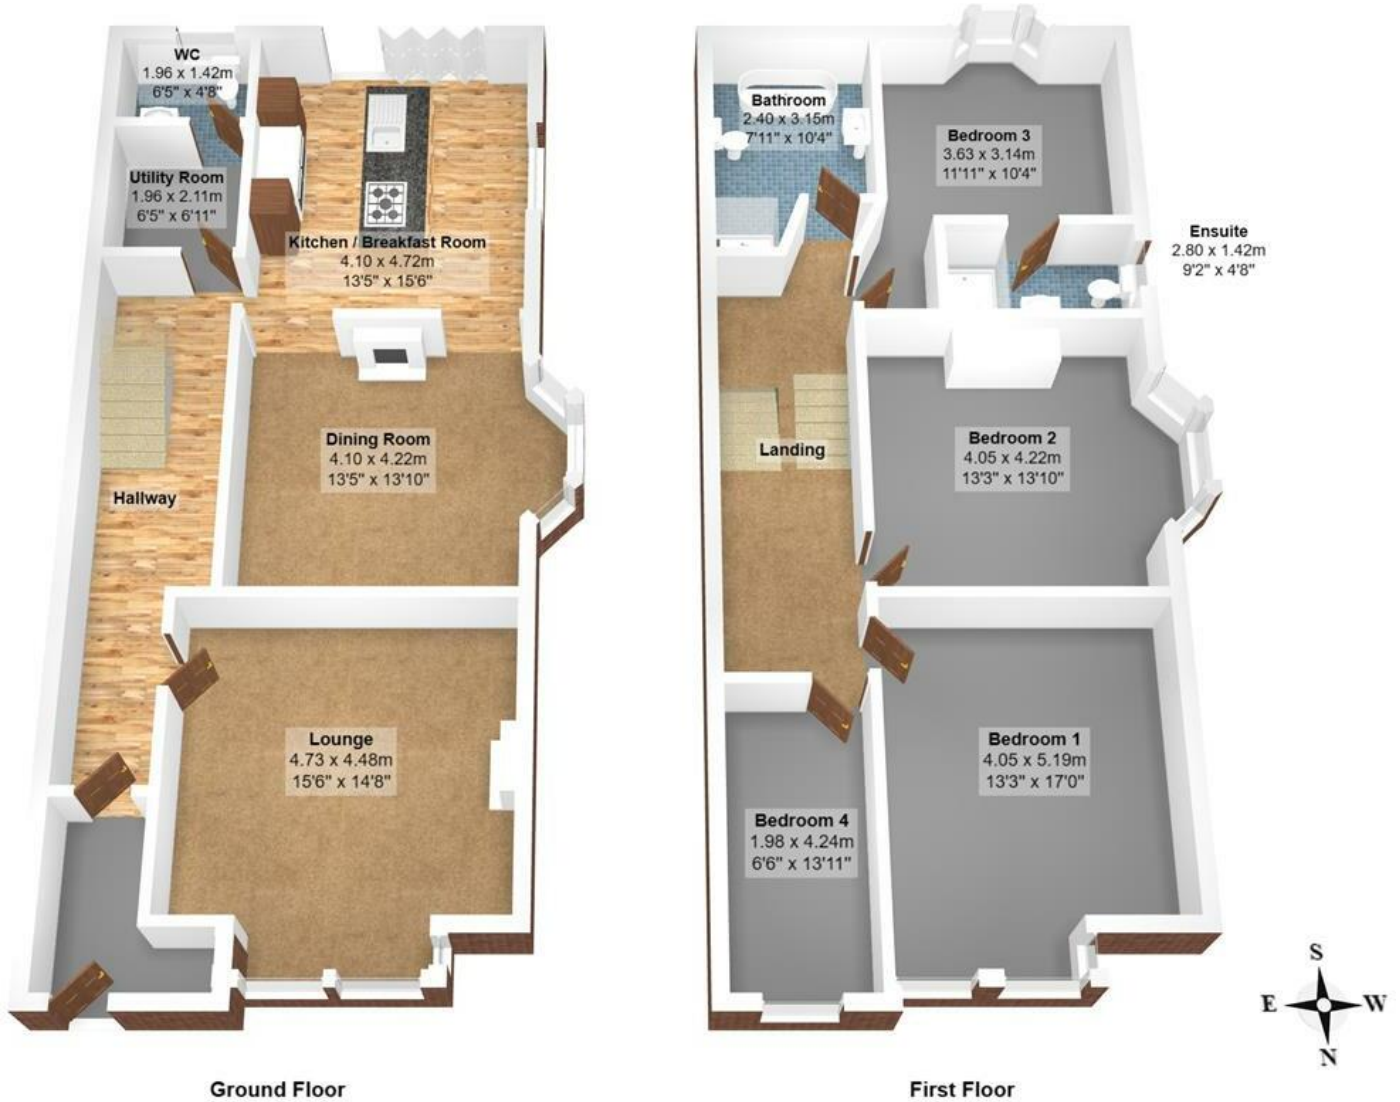 WC
1.96 x 1.42m
6'5" x 4'8"
Utility Room
1.96 x 2.11m
6'5" x 6'11"
Kitchen / Breakfast Room
4.10 x 4.72m
13'5" x 15'6"
Dining Room
4.10 x 4.22m
13'5" x 13'10"
Hallway
Lounge
4.73 x 4.48m
15'6" x 14'8"
Ground Floor
Bathroom
2.40 x 3.15m
7'11" x 10'4"
Bedroom 3
3.63 x 3.14m
11'11" x 10'4"
Ensuite
2.80 x 1.42m
9'2" x 4'8"
Landing
Bedroom 2
4.05 x 4.22m
13'3" x 13'10"
Bedroom 1
4.05 x 5.19m
13'3" x 17'0"
Bedroom 4
1.98 x 4.24m
6'6" x 13'11"
First Floor
S
E W
N